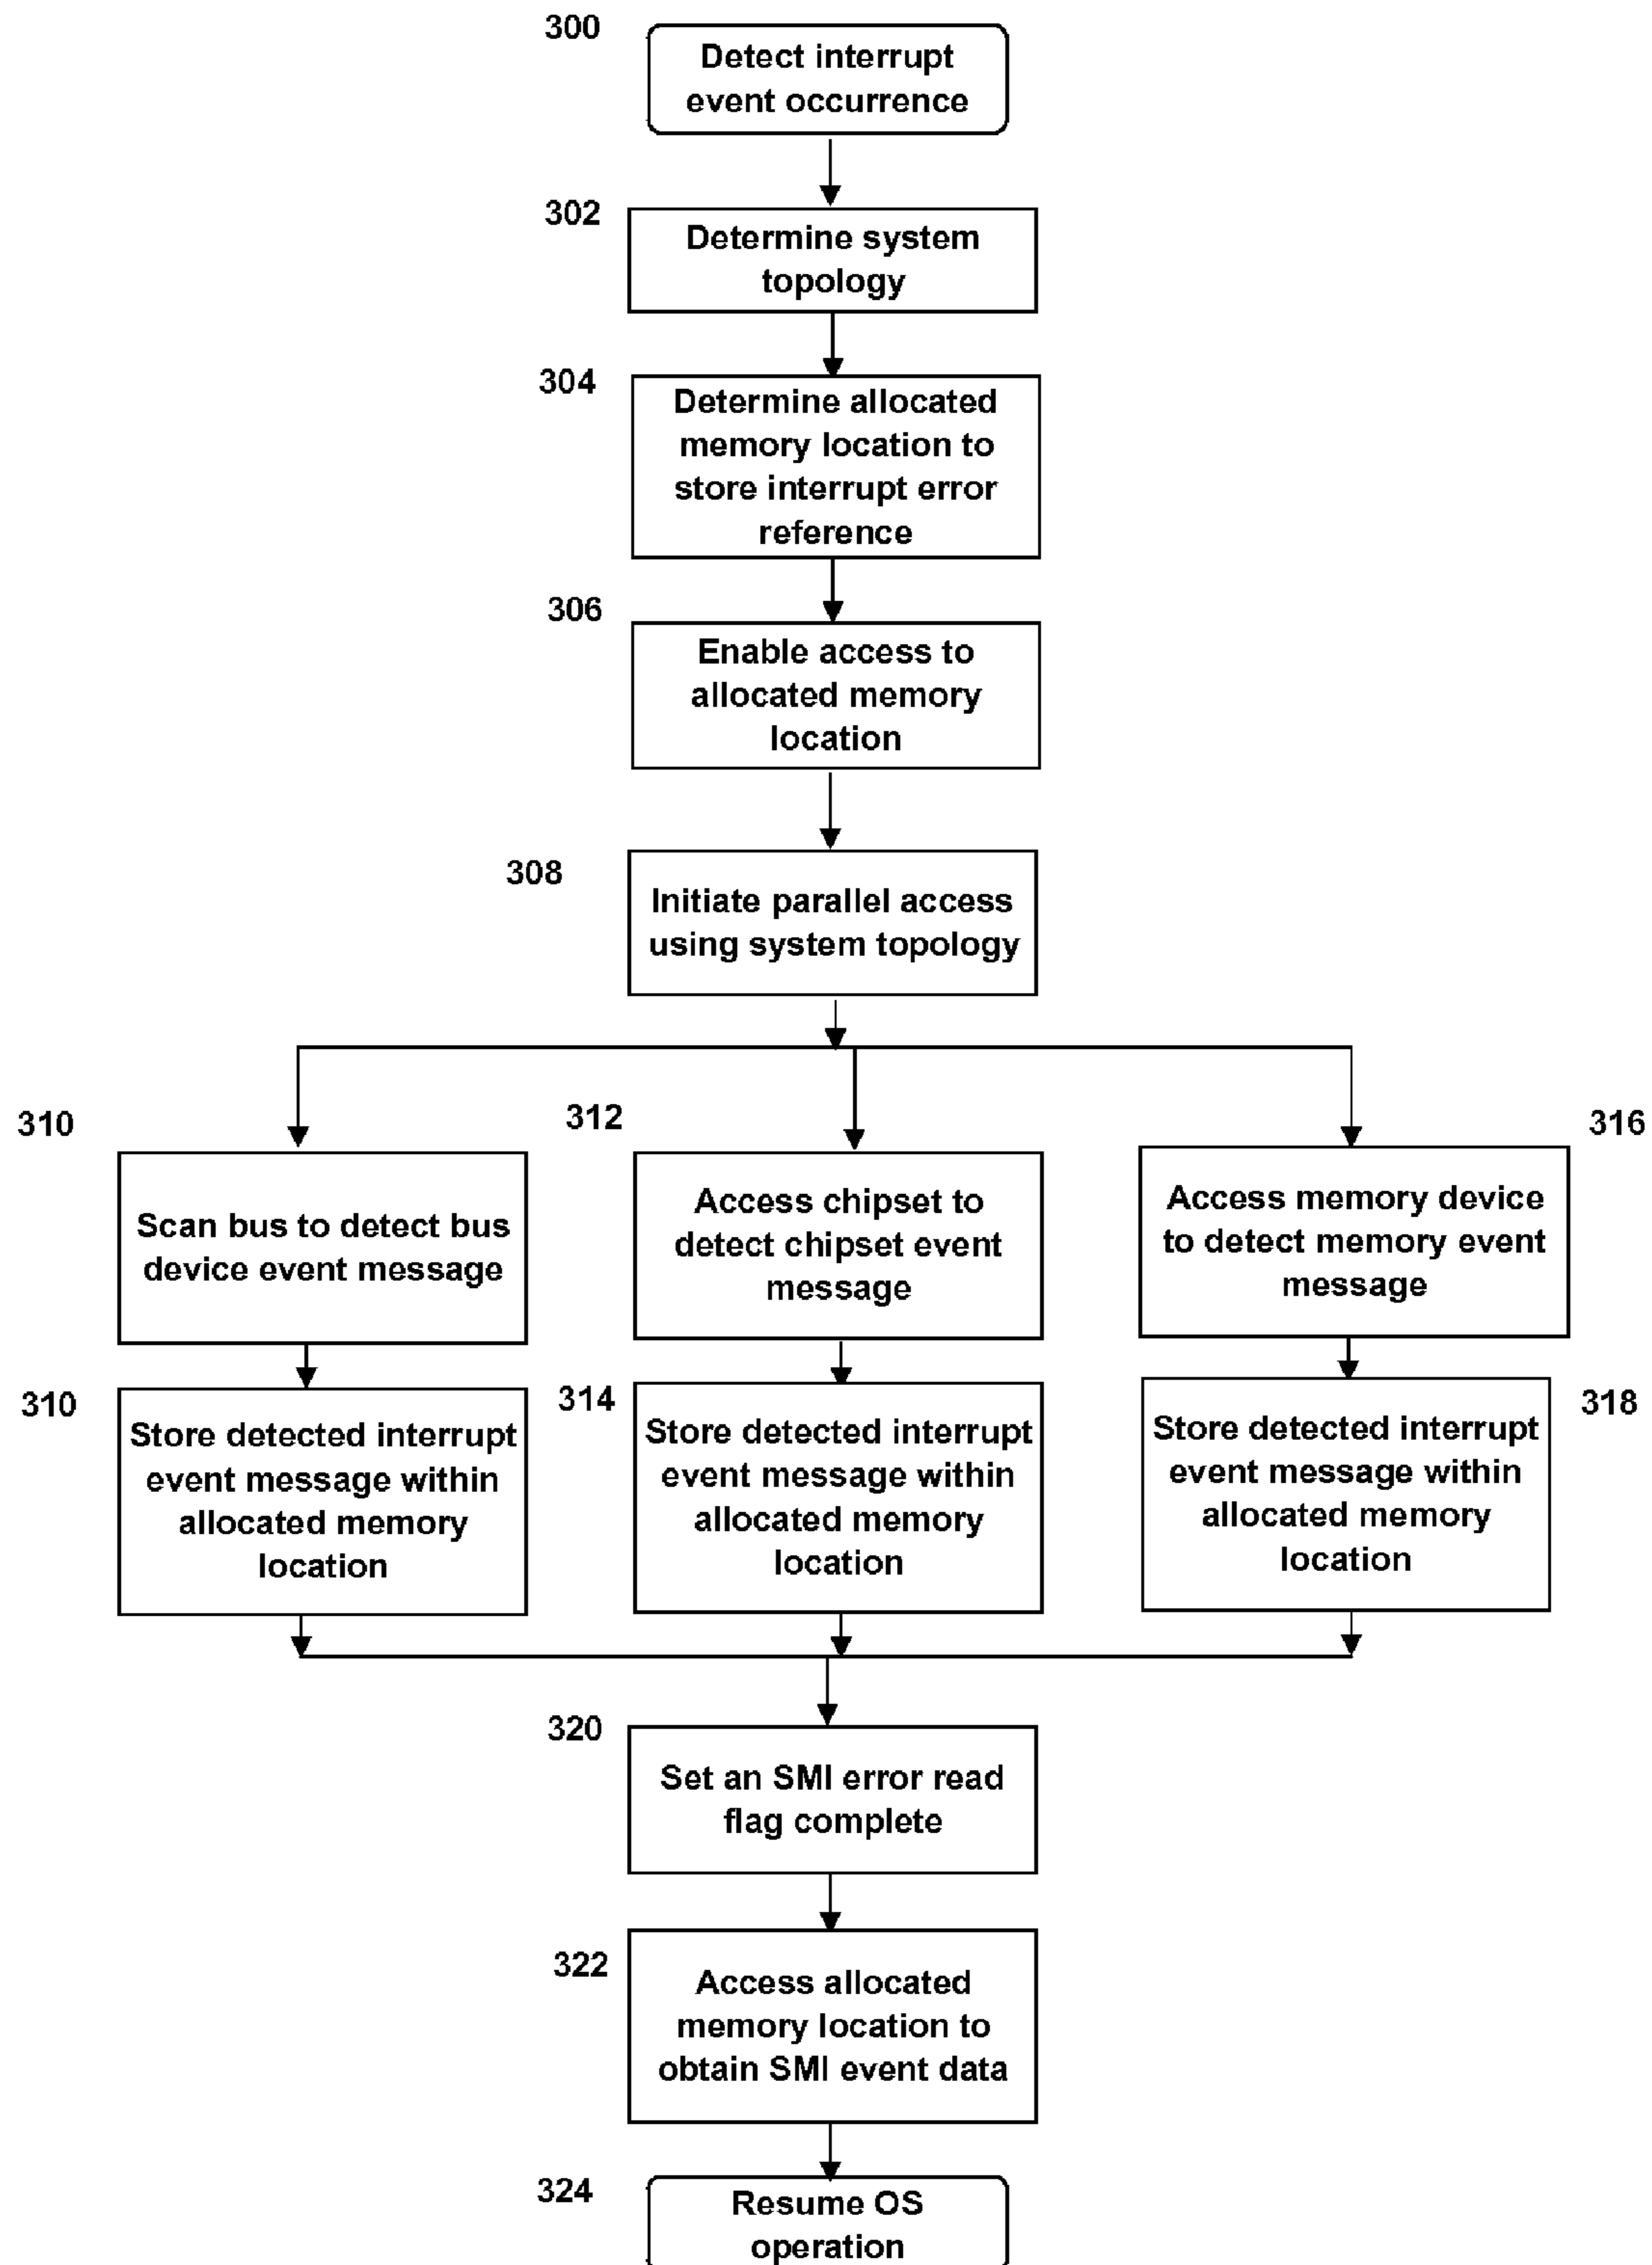 300
Detect interrupt
event occurrence
302
Determine system
topology
304
Determine allocated
memory location to
store interrupt error
reference
306
Enable access to
allocated memory
location
308
Initiate parallel access
using system topology
310
Scan bus to detect bus
device event message
312
Access chipset to
detect chipset event
message
316
Access memory device
to detect memory event
message
310
Store detected interrupt
event message within
allocated memory
location
314
Store detected interrupt
event message within
allocated memory
location
318
Store detected interrupt
event message within
allocated memory
location
320
Set an SMI error read
flag complete
322
Access allocated
memory location to
obtain SMI event data
324
Resume OS
operation